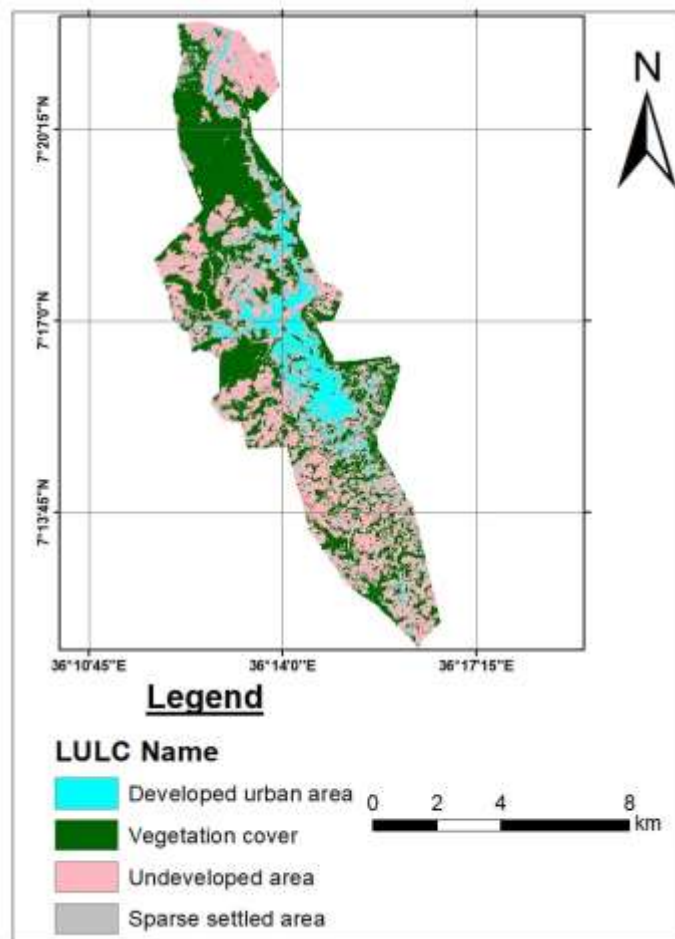 N
7°20'15"N
7°17'0"N
7°13'45"N
36°10'45"E 36°14'0"E 36°17'15"E
Legend
LULC Name
Developed urban area
Vegetation cover
Undeveloped area
Sparse settled area
0 2 4 8
km